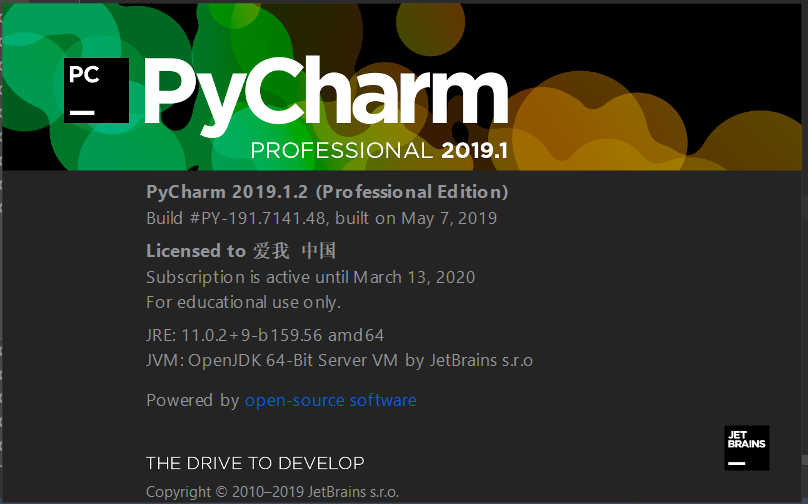 PC
PyCharm
PROFESSIONAL 2019.1
PyCharm 2019.1.2 (Professional Edition)
Build #PY-191.7141.48, built on May 7, 2019
Licensed to 爱我 中国
Subscription is active until March 13, 2020
For educational use only.
JRE: 11.0.2+9-b159.56 amd64
JVM: OpenJDK 64-Bit Server VM by JetBrains s.r.o
Powered by open-source software
JET
BRAINS
THE DRIVE TO DEVELOP
Copyright © 2010–2019 JetBrains s.r.o.